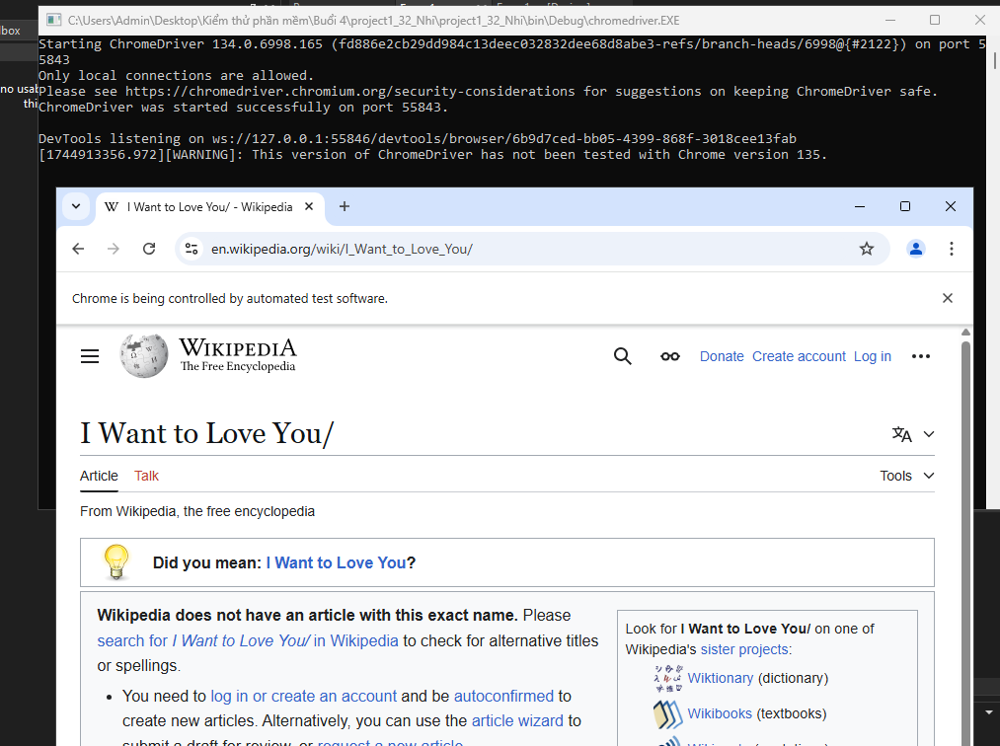 lbox
no usab
thi
C:\Users\Admin\Desktop\Kiểm thử phần mềm\Buổi 4\project1_32_Nhi\project1_32_Nhi\bin\Debug\chromedriver.EXE
Starting ChromeDriver 134.0.6998.165 (fd886e2cb29dd984c13deec032832dee68d8abe3-refs/branch-heads/6998@{#2122}) on port 5
5843
Only local connections are allowed.
Please see https://chromedriver.chromium.org/security-considerations for suggestions on keeping ChromeDriver safe.
ChromeDriver was started successfully on port 55843.
DevTools listening on ws://127.0.0.1:55846/devtools/browser/6b9d7ced-bb05-4399-868f-3018cee13fab
[1744913356.972][WARNING]: This version of ChromeDriver has not been tested with Chrome version 135.
W I Want to Love You/ - Wikipedia
en.wikipedia.org/wiki/I_Want_to_Love_You/
Chrome is being controlled by automated test software.
WIKIPEDIA
The Free Encyclopedia
Donate Create account Log in
I Want to Love You/
Article Talk
Tools
From Wikipedia, the free encyclopedia
Did you mean: I Want to Love You?
Wikipedia does not have an article with this exact name. Please
search for I Want to Love You/ in Wikipedia to check for alternative titles
or spellings.
You need to log in or create an account and be autoconfirmed to
create new articles. Alternatively, you can use the article wizard to
submit a draft for review, or request a new article.
Look for I Want to Love You/ on one of
Wikipedia's sister projects:
Wiktionary (dictionary)
Wikibooks (textbooks)